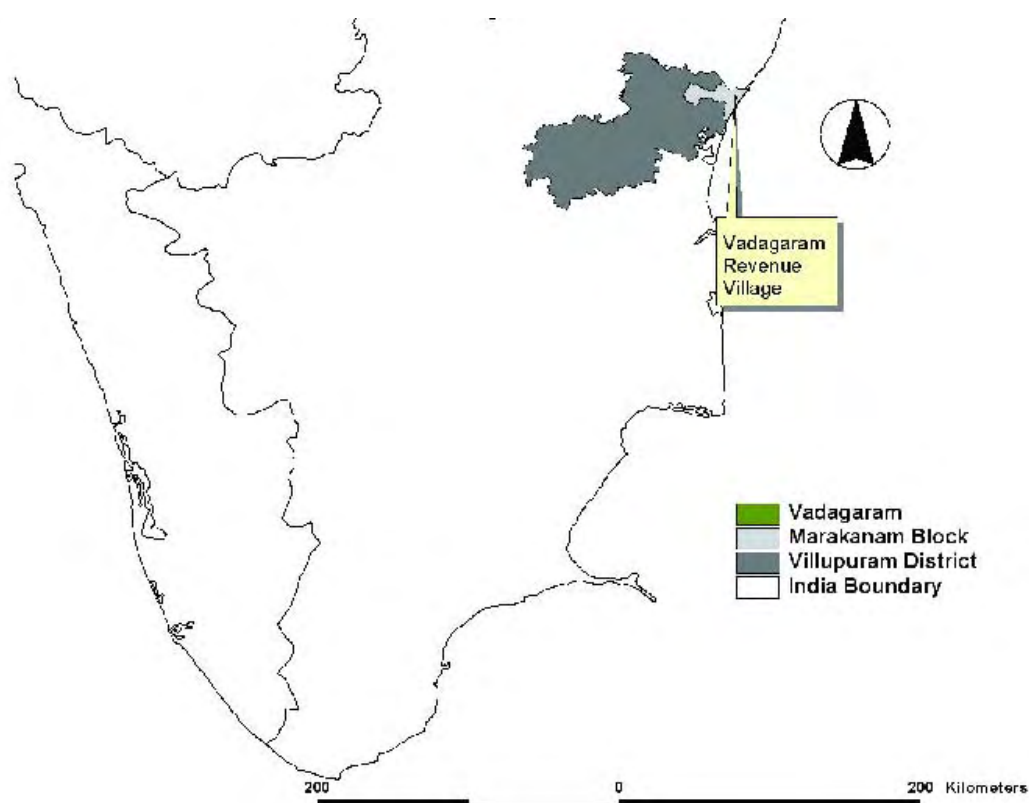 Vadagaram
Revenue
Village
Vadagaram
Marakanam Block
Villupuram District
India Boundary
200 0 200 Kilometers